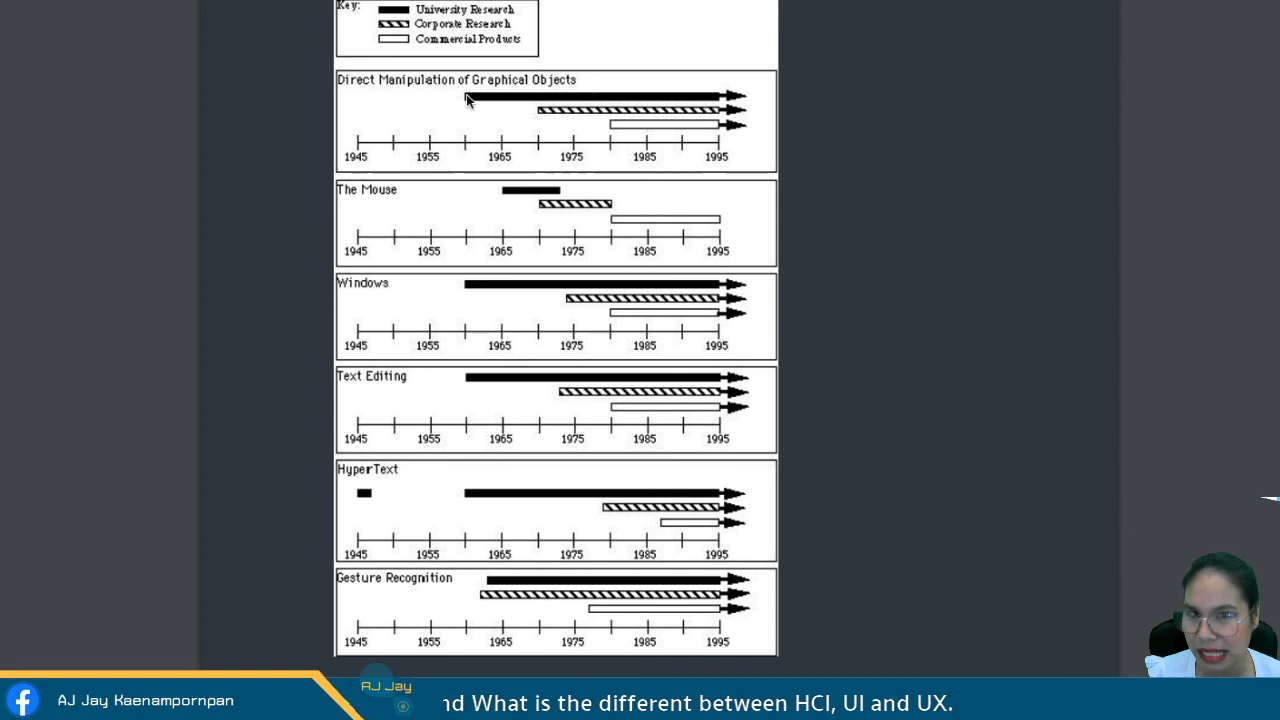 Key:
University Research
Corporate Research
Commercial Products
Direct Manipulation of Graphical Objects
1945 1955 1965 1975 1985 1995
The Mouse
1945 1955 1965 1975 1985 1995
Windows
1945 1955 1965 1975 1985 1995
Text Editing
1945 1955 1965 1975 1985 1995
HyperText
1945 1955 1965 1975 1985 1995
Gesture Recognition
1945 1955 1965 1975 1985 1995
AJ Jay Kaenampornpan
AJ Jay
What is the different between HCI, UI and UX.